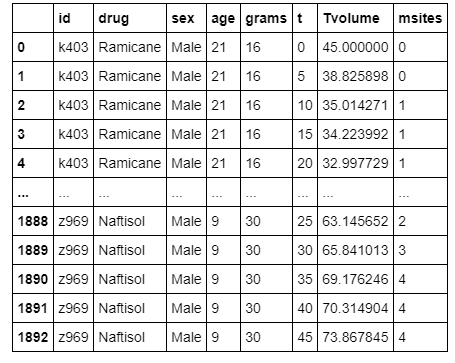 id drug sex age grams t Tvolume msites
0 k403 Ramicane Male 21 16 0 45.000000 0
1 k403 Ramicane Male 21 16 5 38.825898 0
2 k403 Ramicane Male 21 16 10 35.014271 1
3 k403 Ramicane Male 21 16 15 34.223992 1
4 k403 Ramicane Male 21 16 20 32.997729 1
... ... ... ... ... ... ... ... ...
1888 z969 Naftisol Male 9 30 25 63.145652 2
1889 z969 Naftisol Male 9 30 30 65.841013 3
1890 z969 Naftisol Male 9 30 35 69.176246 4
1891 z969 Naftisol Male 9 30 40 70.314904 4
1892 z969 Naftisol Male 9 30 45 73.867845 4